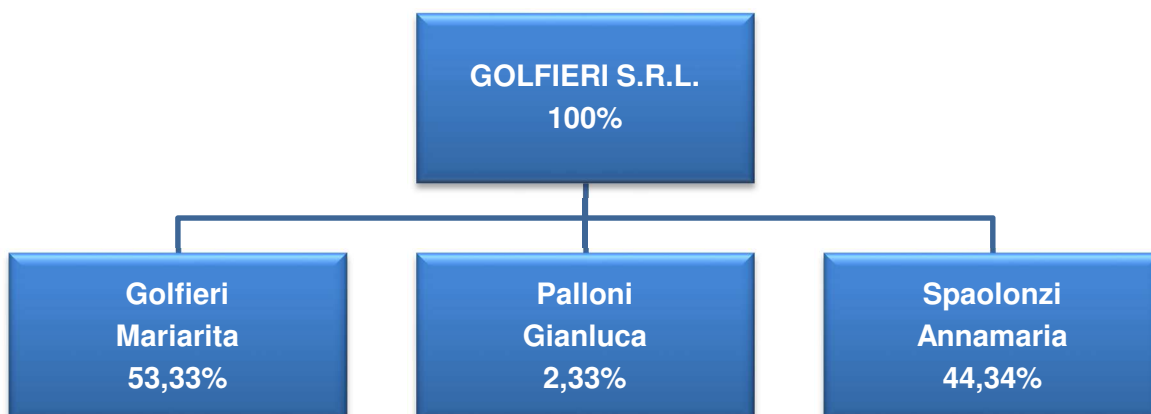 GOLFIERI S.R.L.
100%
Golfieri
Mariarita
53,33%
Palloni
Gianluca
2,33%
Spaolonzi
Annamaria
44,34%